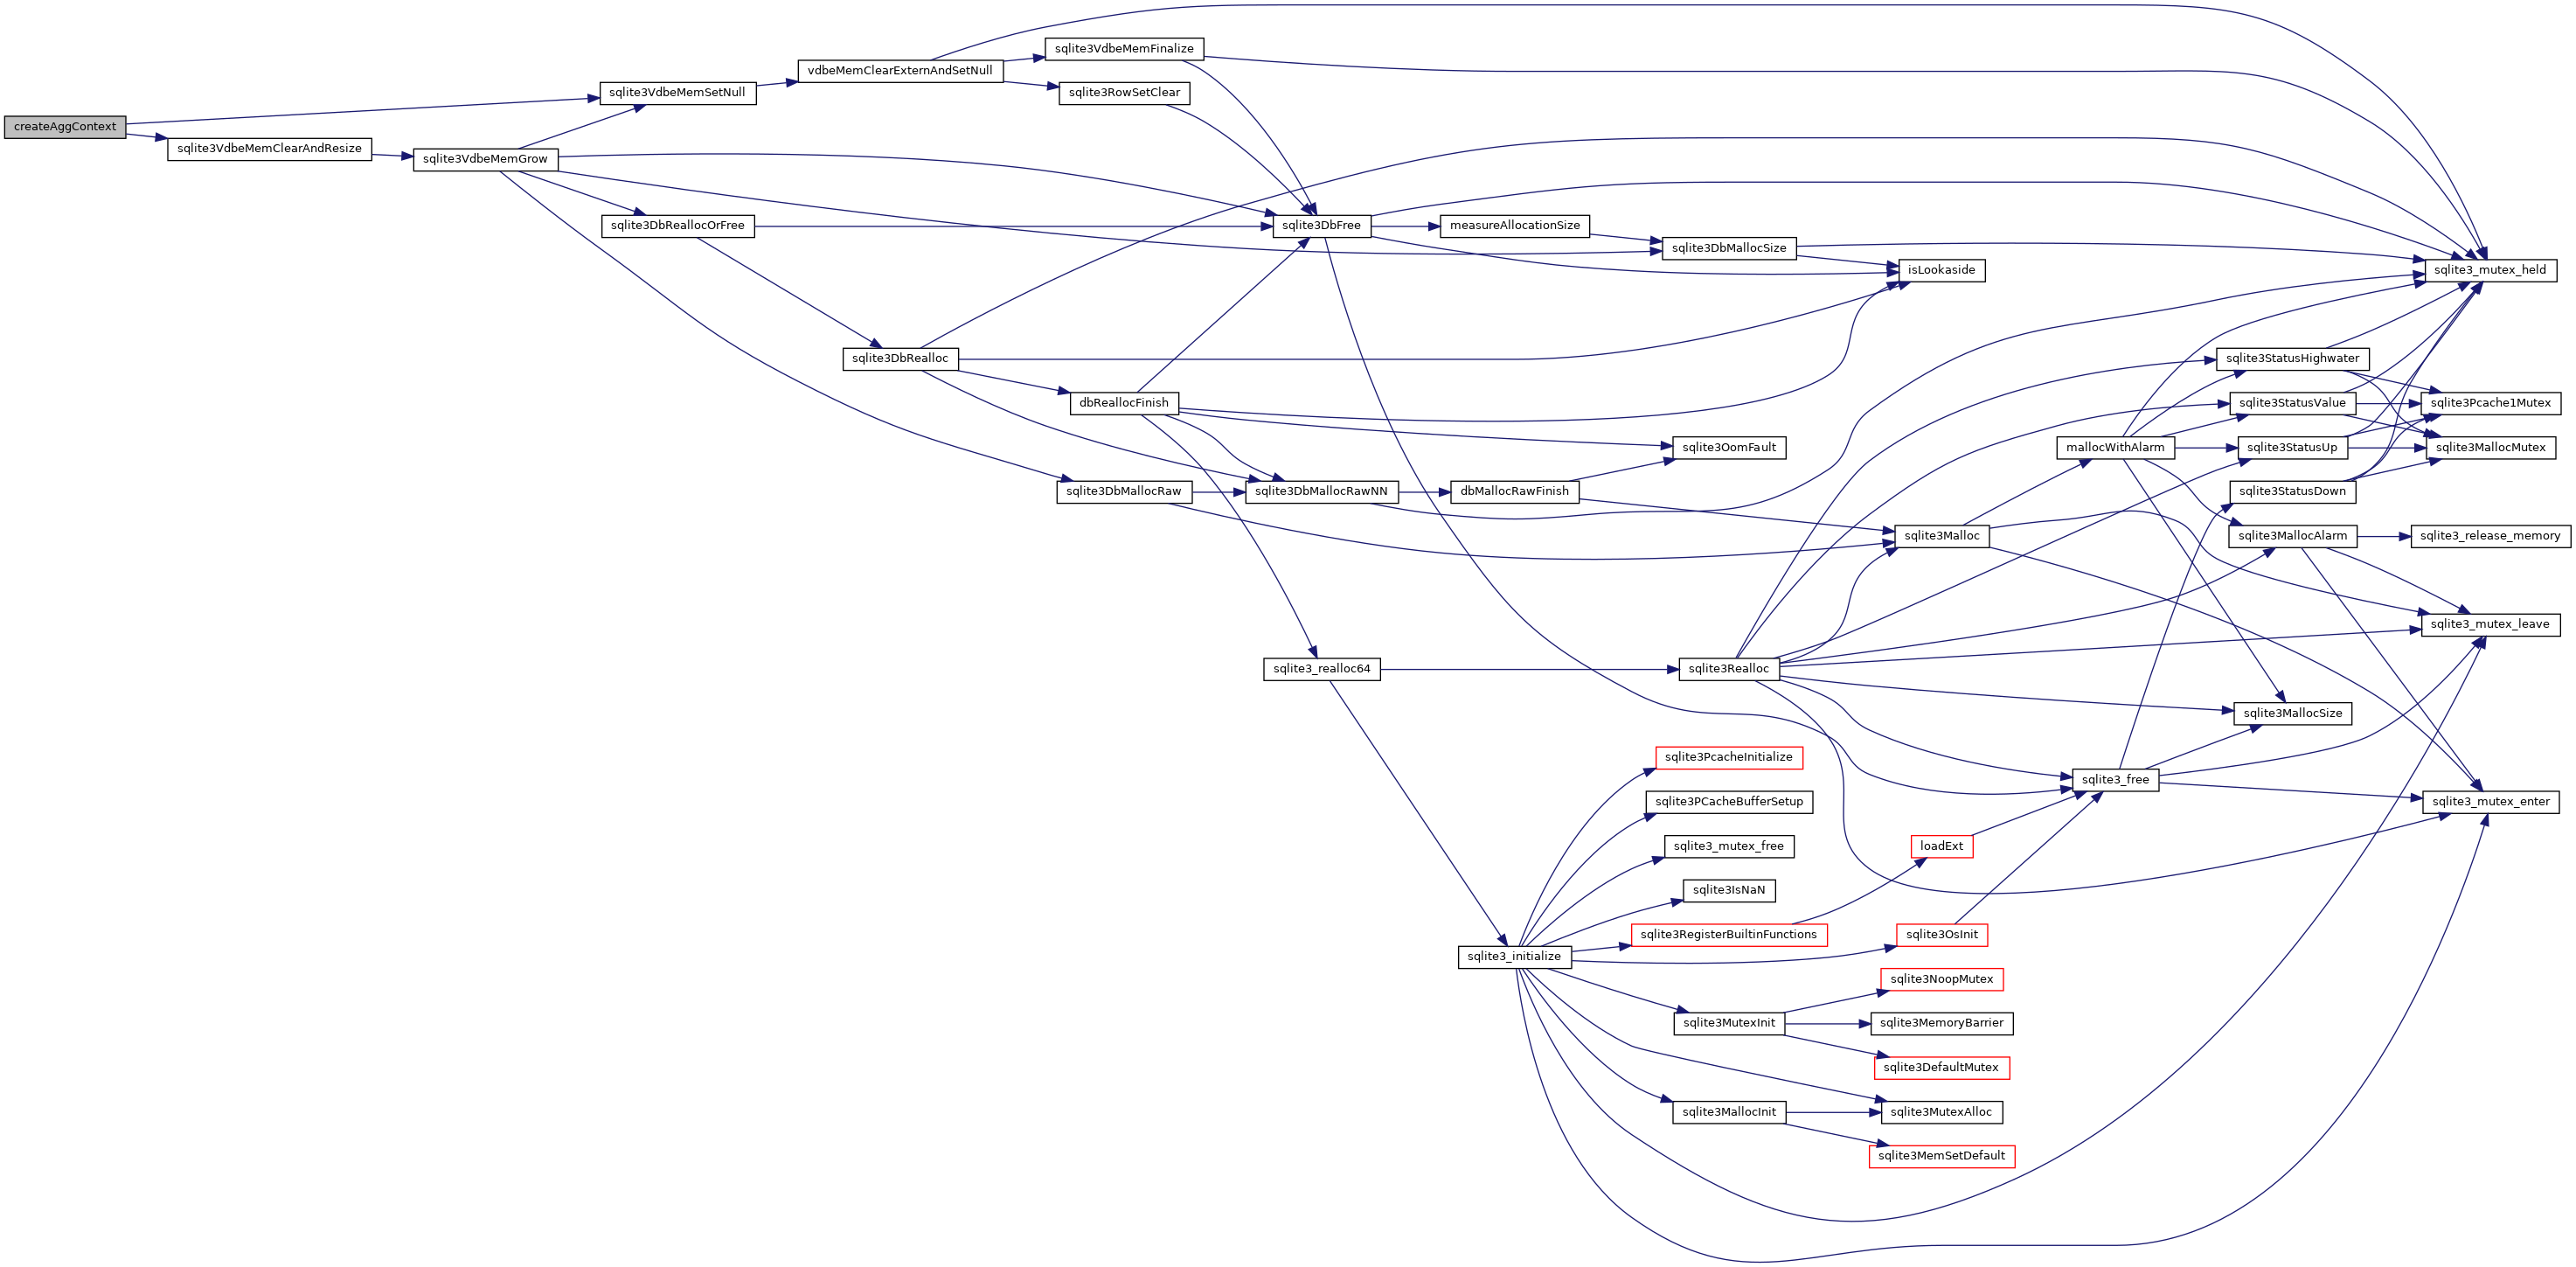 createAggContext
sqlite3VdbeMemSetNull
sqlite3VdbeMemClearAndResize
sqlite3VdbeMemGrow
vdbeMemClearExternAndSetNull
sqlite3VdbeMemFinalize
sqlite3RowSetClear
sqlite3DbReallocOrFree
sqlite3DbFree
measureAllocationSize
sqlite3DbMallocSize
isLookaside
sqlite3_mutex_held
sqlite3DbRealloc
dbReallocFinish
sqlite3OomFault
sqlite3DbMallocRaw
sqlite3DbMallocRawNN
dbMallocRawFinish
sqlite3StatusHighwater
sqlite3StatusValue
sqlite3Pcache1Mutex
mallocWithAlarm
sqlite3StatusUp
sqlite3MallocMutex
sqlite3StatusDown
sqlite3Malloc
sqlite3MallocAlarm
sqlite3_release_memory
sqlite3_mutex_leave
sqlite3_realloc64
sqlite3Realloc
sqlite3MallocSize
sqlite3PcacheInitialize
sqlite3_free
sqlite3PCacheBufferSetup
sqlite3_mutex_enter
sqlite3_mutex_free
loadExt
sqlite3IsNaN
sqlite3RegisterBuiltinFunctions
sqlite3OsInit
sqlite3_initialize
sqlite3NoopMutex
sqlite3MutexInit
sqlite3MemoryBarrier
sqlite3DefaultMutex
sqlite3MallocInit
sqlite3MutexAlloc
sqlite3MemSetDefault